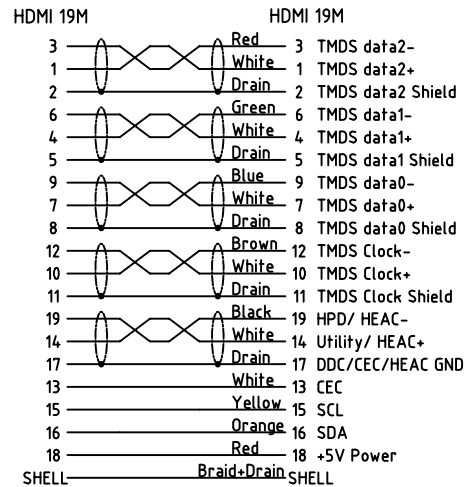 HDMI 19M HDMI 19M
3 Red 3 TMDS data2-
1 White 1 TMDS data2+
2 Drain 2 TMDS data2 Shield
6 Green 6 TMDS data1-
4 White 4 TMDS data1+
5 Drain 5 TMDS data1 Shield
9 Blue 9 TMDS data0-
7 White 7 TMDS data0+
8 Drain 8 TMDS data0 Shield
12 Brown 12 TMDS Clock-
10 White 10 TMDS Clock+
11 Drain 11 TMDS Clock Shield
19 Black 19 HPD/ HEAC-
14 White 14 Utility/ HEAC+
17 Drain 17 DDC/CEC/HEAC GND
13 White 13 CEC
15 Yellow 15 SCL
16 Orange 16 SDA
18 Red 18 +5V Power
SHELL Braid+Drain SHELL